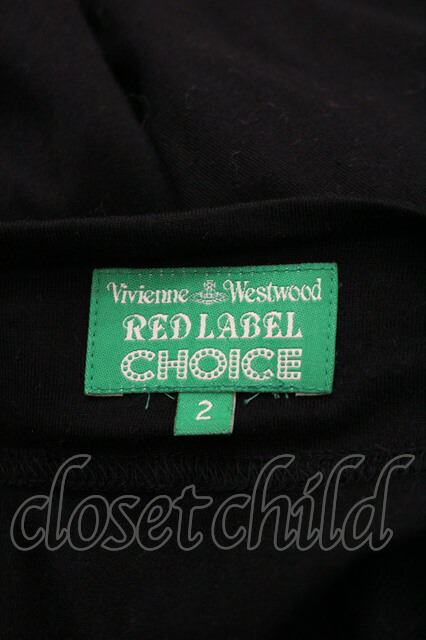 Vivienne Westwood
RED LABEL
CHOICE
2
closetchild